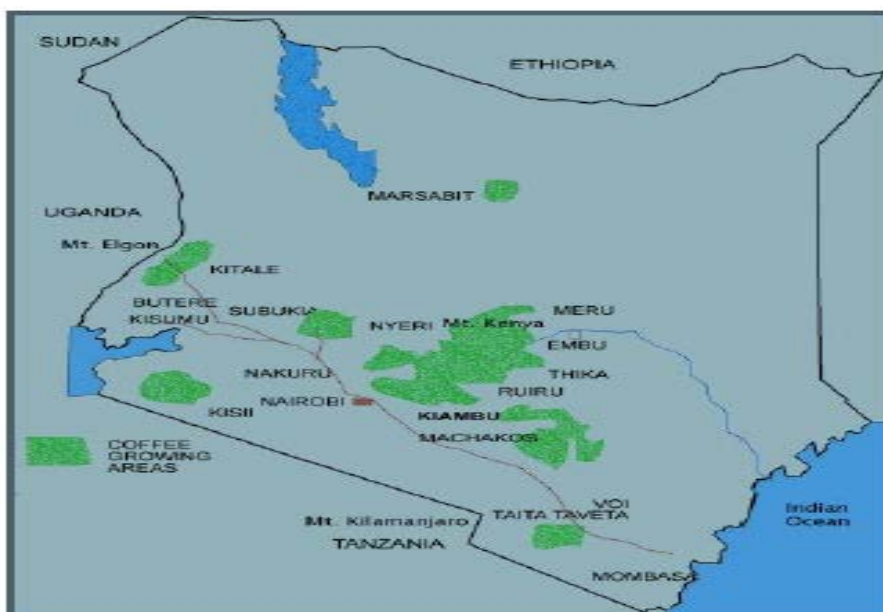 SUDAN
ETHIOPIA
MARSABIT
UGANDA
Mt. Elgon
KITALE
BUTERE
SUBUKIA
MERU
KISUMU
NYERI
Mt. Kenya
EMBU
NAKURU
THIKA
NAIROBI
RUIRU
KISII
KIAMBU
MACHAKOS
COFFEE
GROWING
AREAS
VOI
Indian
Ocean
TAITA TAVETA
Mt. Kilamanjaro
TANZANIA
MOMBASA